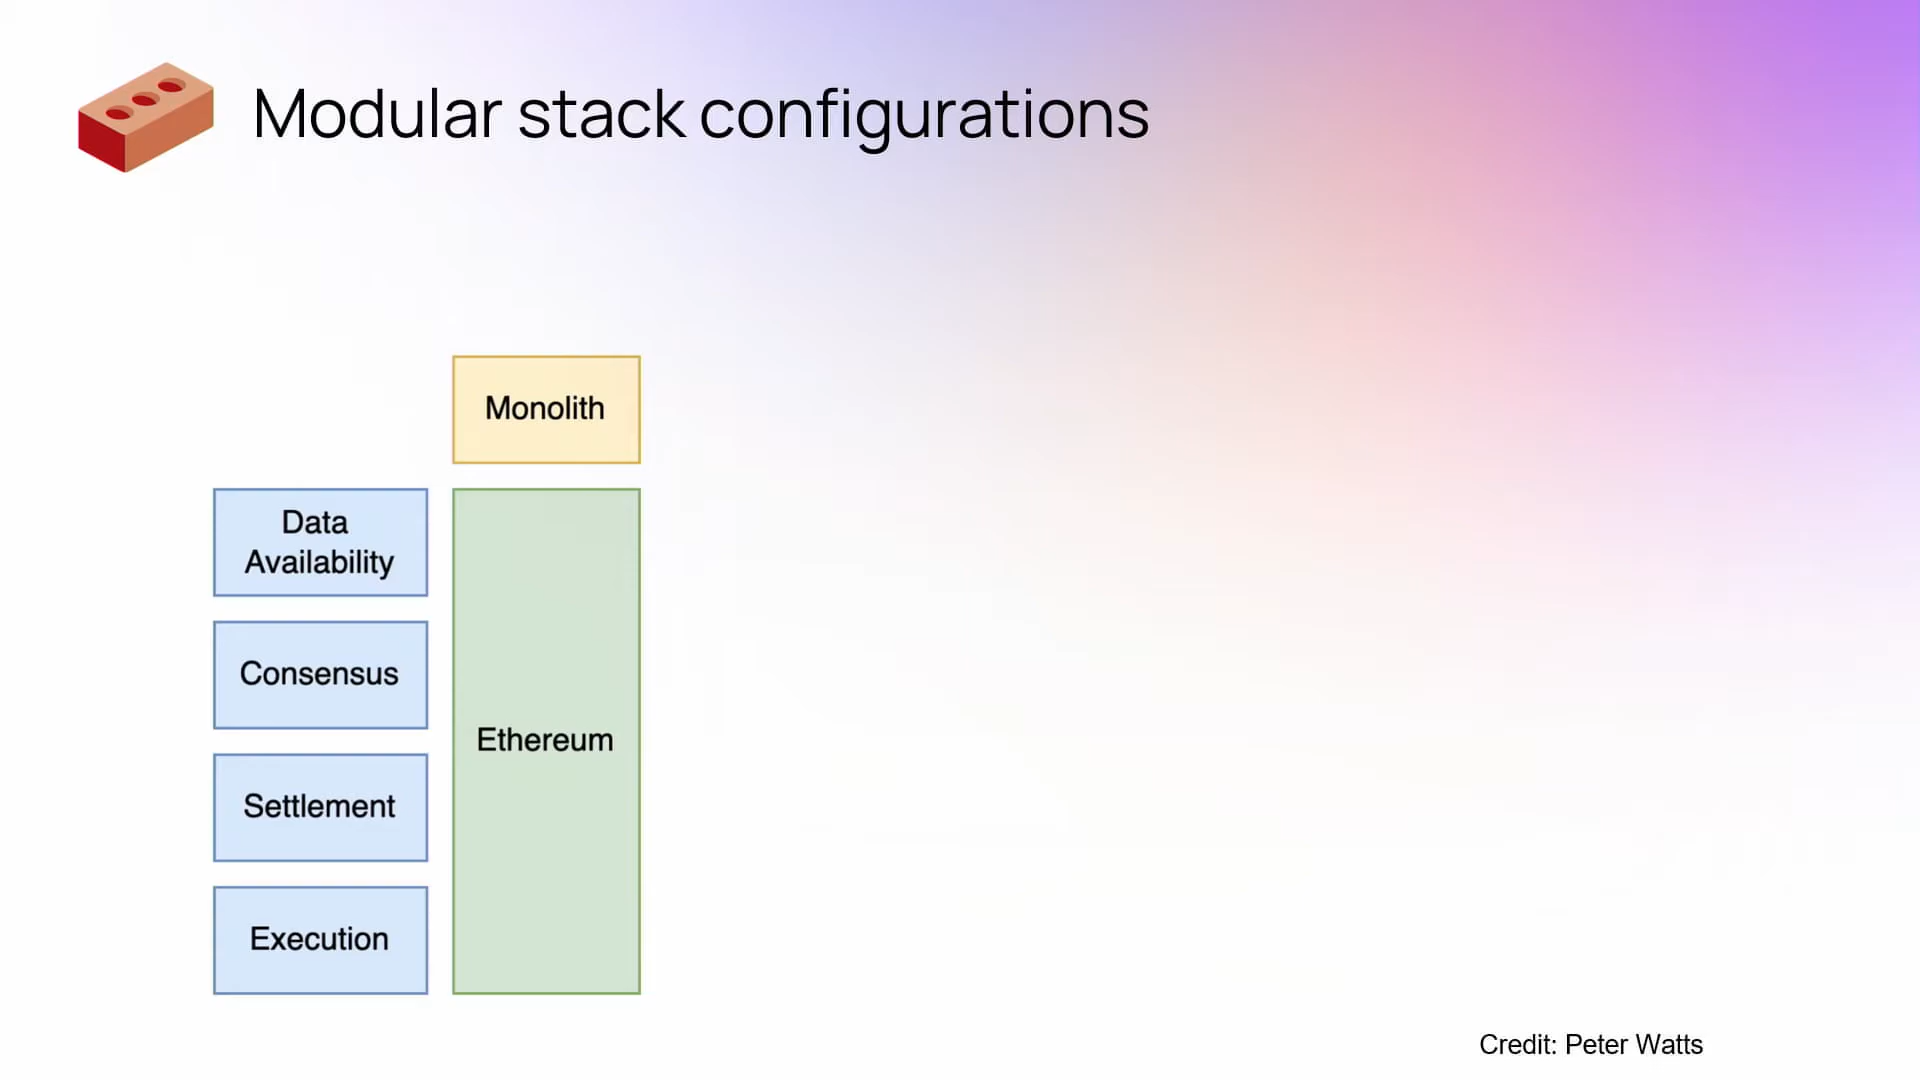 Modular stack configurations
Monolith
Data
Availability
Consensus
Ethereum
Settlement
Execution
Credit: Peter Watts